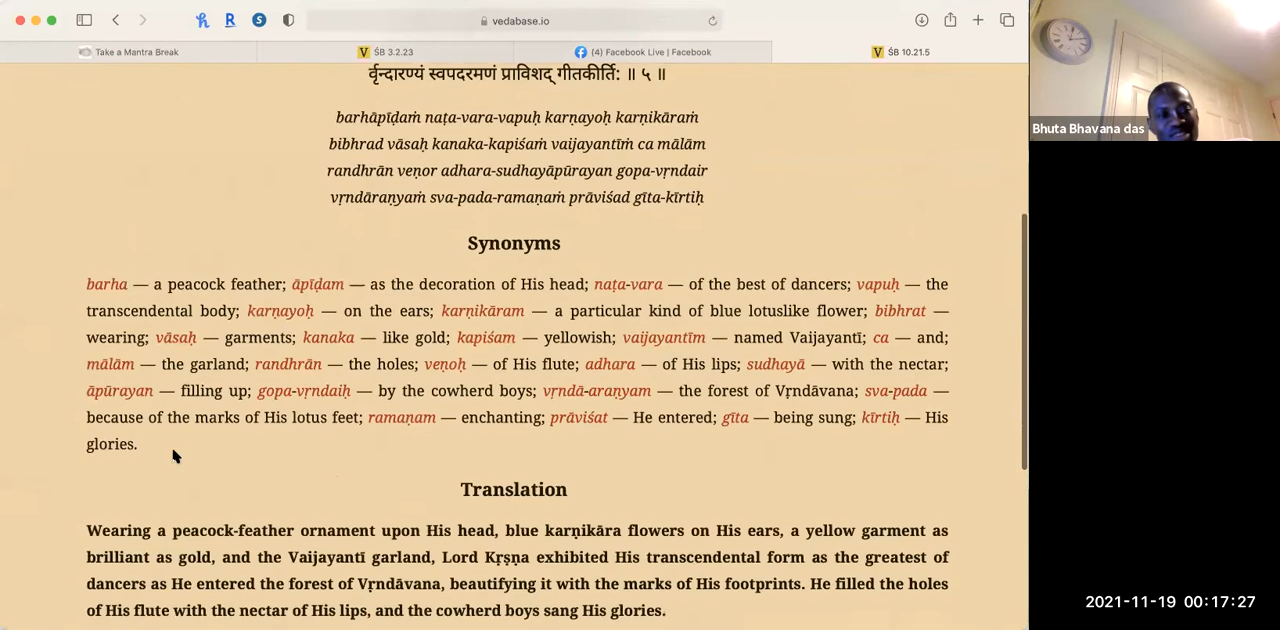 vedabase.io
Take a Mantra Break
V ŚB 3.2.23
(4) Facebook Live | Facebook
V ŚB 10.21.5
र्वृन्दारण्यं स्वपदरमणं प्राविशद् गीतकीर्ति: ॥ ५ ॥
barhāpīḍaṁ naṭa-vara-vapuḥ karṇayoḥ karṇikāraṁ
bibhrad vāsaḥ kanaka-kapiśaṁ vaijayantīṁ ca mālām
randhrān veṇor adhara-sudhayāpūrayan gopa-vṛndair
vṛndāraṇyaṁ sva-pada-ramaṇaṁ prāviśad gīta-kīrtiḥ
Synonyms
barha — a peacock feather; āpīḍam — as the decoration of His head; naṭa-vara — of the best of dancers; vapuḥ — the
transcendental body; karṇayoḥ — on the ears; karṇikāram — a particular kind of blue lotuslike flower; bibhrat —
wearing; vāsaḥ — garments; kanaka — like gold; kapiśam — yellowish; vaijayantīm — named Vaijayantī; ca — and;
mālām — the garland; randhrān — the holes; veṇoḥ — of His flute; adhara — of His lips; sudhayā — with the nectar;
āpūrayan — filling up; gopa-vṛndaiḥ — by the cowherd boys; vṛndā-araṇyam — the forest of Vṛndāvana; sva-pada —
because of the marks of His lotus feet; ramaṇam — enchanting; prāviśat — He entered; gīta — being sung; kīrtiḥ — His
glories.
Translation
Wearing a peacock-feather ornament upon His head, blue karṇikāra flowers on His ears, a yellow garment as
brilliant as gold, and the Vaijayantī garland, Lord Kṛṣṇa exhibited His transcendental form as the greatest of
dancers as He entered the forest of Vṛndāvana, beautifying it with the marks of His footprints. He filled the holes
of His flute with the nectar of His lips, and the cowherd boys sang His glories.
Bhuta Bhavana das
2021-11-19 00:17:27